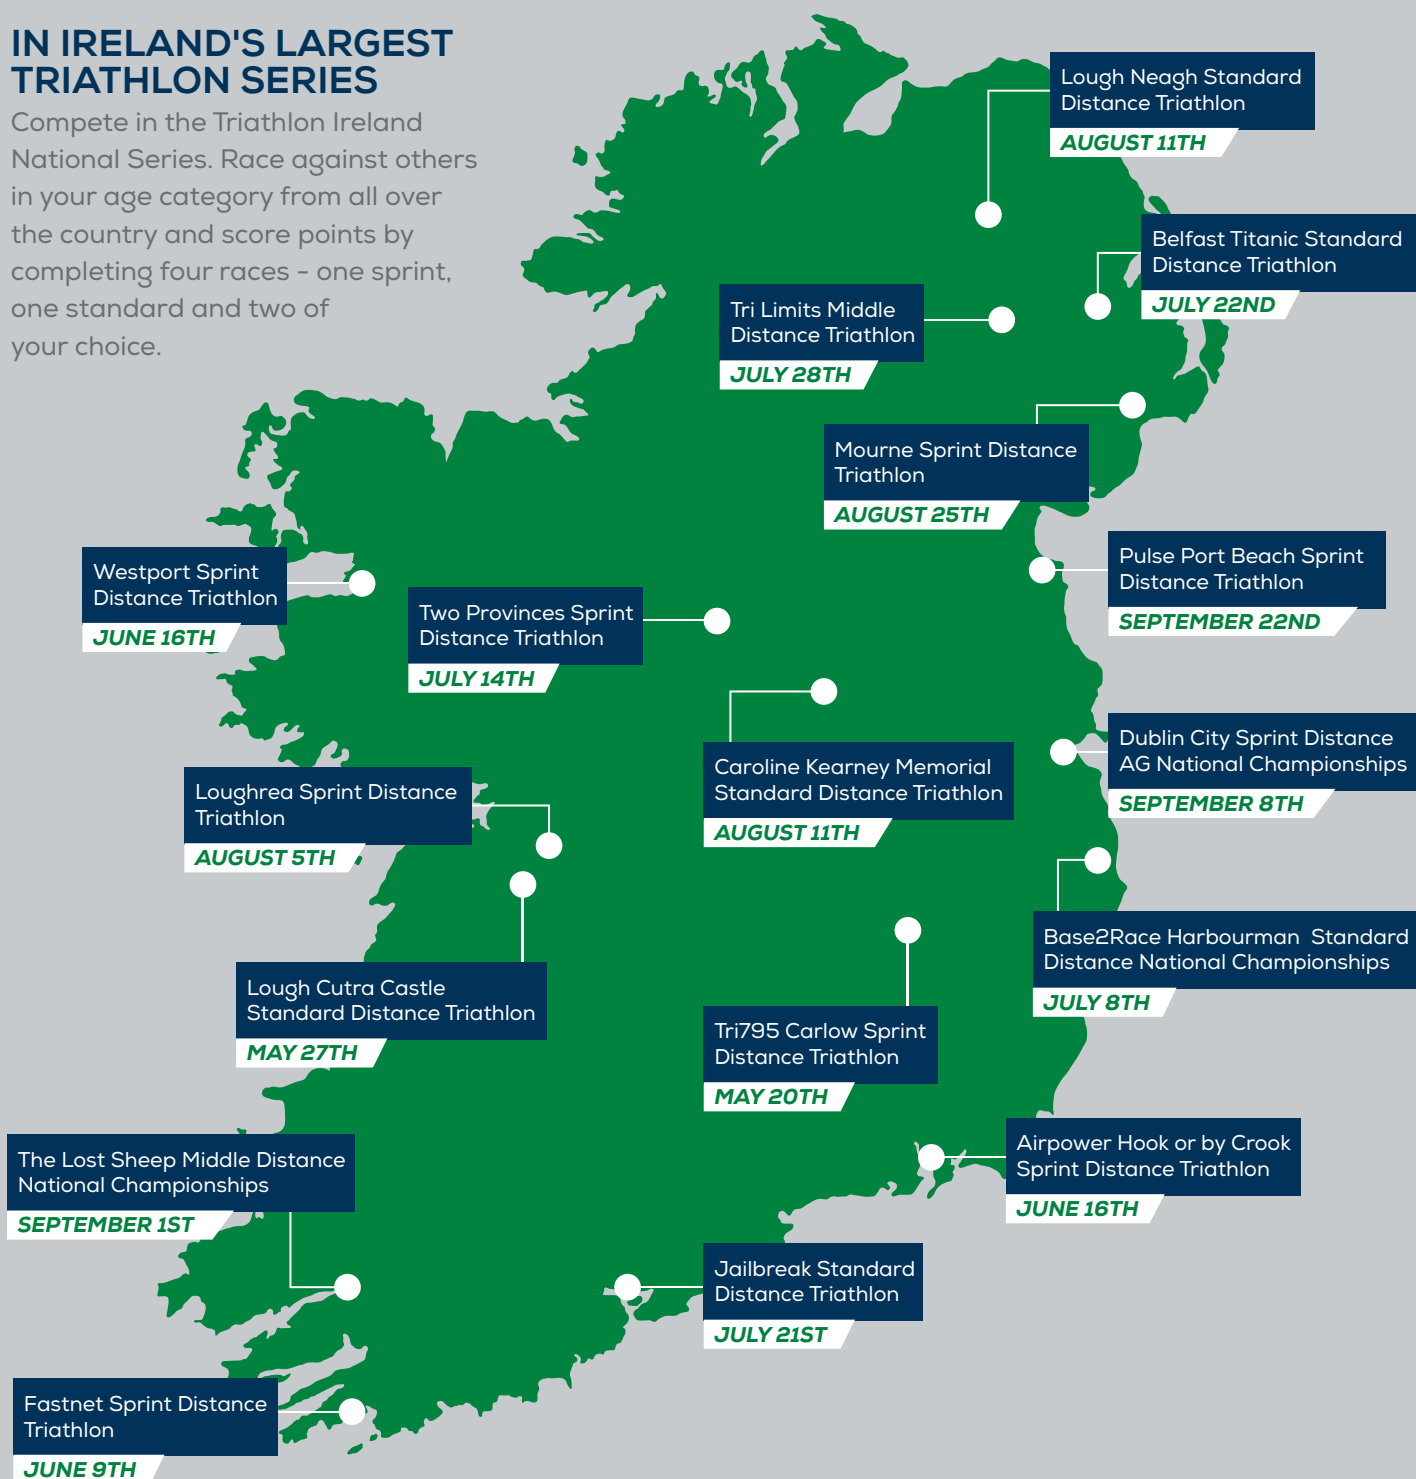 IN IRELAND'S LARGEST
TRIATHLON SERIES
Compete in the Triathlon Ireland
National Series. Race against others
in your age category from all over
the country and score points by
completing four races - one sprint,
one standard and two of
your choice.
Lough Neagh Standard
Distance Triathlon
AUGUST 11TH
Belfast Titanic Standard
Distance Triathlon
JULY 22ND
Tri Limits Middle
Distance Triathlon
JULY 28TH
Mourne Sprint Distance
Triathlon
AUGUST 25TH
Pulse Port Beach Sprint
Distance Triathlon
SEPTEMBER 22ND
Westport Sprint
Distance Triathlon
JUNE 16TH
Two Provinces Sprint
Distance Triathlon
JULY 14TH
Dublin City Sprint Distance
AG National Championships
SEPTEMBER 8TH
Caroline Kearney Memorial
Standard Distance Triathlon
AUGUST 11TH
Loughrea Sprint Distance
Triathlon
AUGUST 5TH
Base2Race Harbourman  Standard
Distance National Championships
JULY 8TH
Lough Cutra Castle
Standard Distance Triathlon
MAY 27TH
Tri795 Carlow Sprint
Distance Triathlon
MAY 20TH
Airpower Hook or by Crook
Sprint Distance Triathlon
JUNE 16TH
The Lost Sheep Middle Distance
National Championships
SEPTEMBER 1ST
Jailbreak Standard
Distance Triathlon
JULY 21ST
Fastnet Sprint Distance
Triathlon
JUNE 9TH